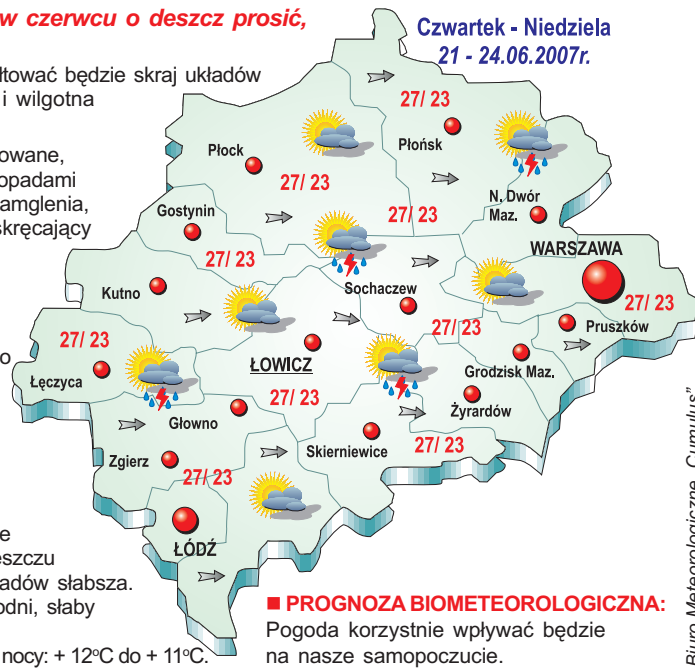 w czerwcu o deszcz prosić,
łtować będzie skraj układów
i wilgotna
owane,
opadami
amglenia,
skręcający
o
e
eszczu
adów słabsza.
odni, słaby
nocy: + 12°C do + 11°C.
Czwartek - Niedziela
21 - 24.06.2007r.
27/ 23
Płońsk
Płock
27/ 23
27/ 23
N. Dwór
Maz.
Gostynin
27/ 23
WARSZAWA
Kutno
Sochaczew
27/ 23
Pruszków
27/ 23
27/ 23
Łęczyca
ŁOWICZ
Grodzisk Maz.
27/ 23
Żyrardów
Głowno
Skierniewice
27/ 23
Zgierz
27/ 23
ŁÓDŹ
■ PROGNOZA BIOMETEOROLOGICZNA:
Pogoda korzystnie wpływać będzie
na nasze samopoczucie.
Biuro Meteorologiczne „Cumulus”